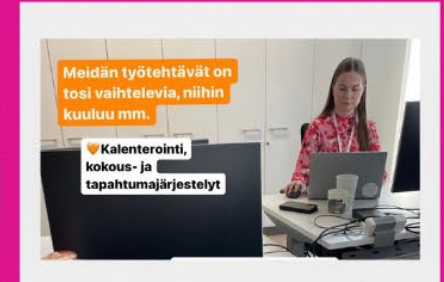 Meidän työtehtävät on
tosi vaihtelevia, niihin
kuuluu mm.
🧡Kalenterointi,
kokous- ja
tapahtumajärjestelyt